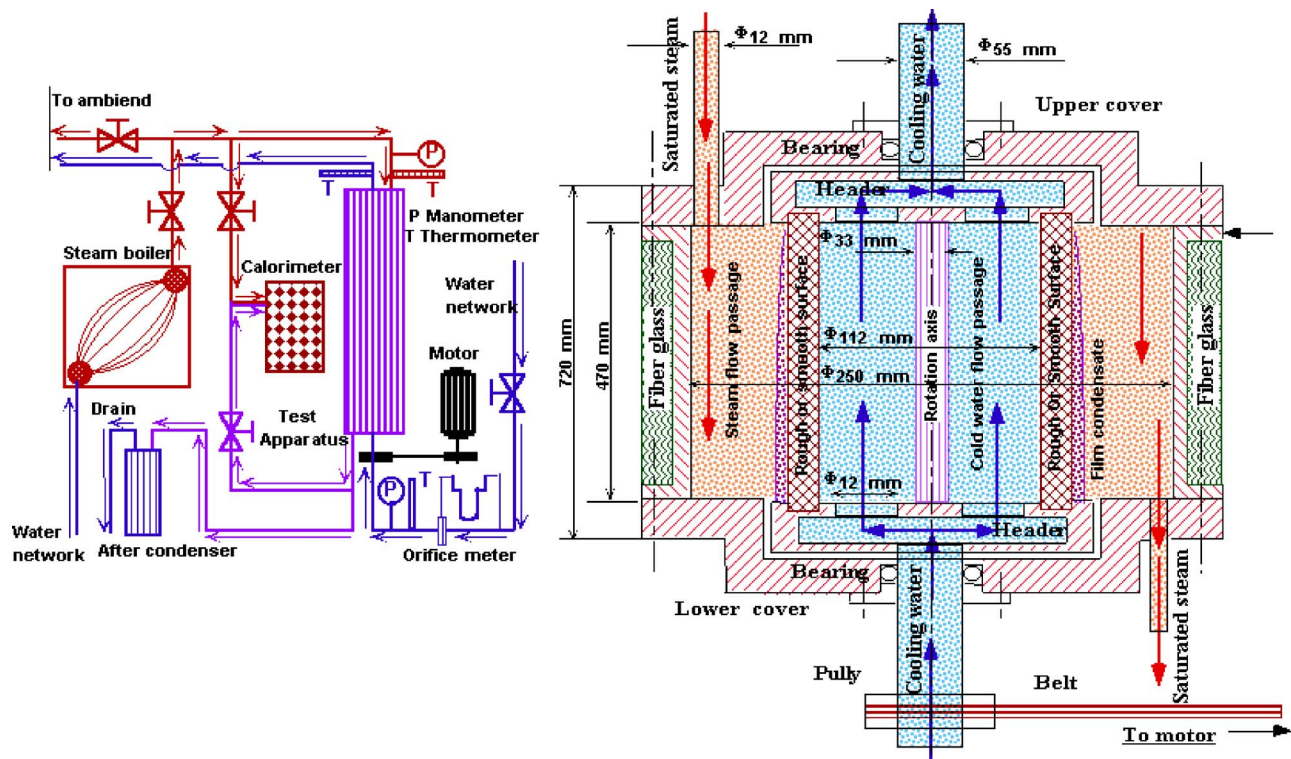 To ambiend
P
T
T
P Manometer
T Thermometer
Steam boiler
Calorimeter
Water
network
Motor
Drain
Test
Apparatus
P
T
Water
network
After condenser
Orifice meter
Φ12 mm
Φ55 mm
Saturated steam
Cooling water
Upper cover
Bearing
Header
Φ33 mm
Φ112 mm
Φ250 mm
Φ12 mm
720 mm
470 mm
Fiber glass
Steam flow passage
Rough or smooth surface
Rotation axis
Cold water flow passage
Rough Or Smooth surface
Film condensate
Fiber glass
Header
Bearing
Lower cover
Cooling water
Saturated steam
Pully
Belt
To motor